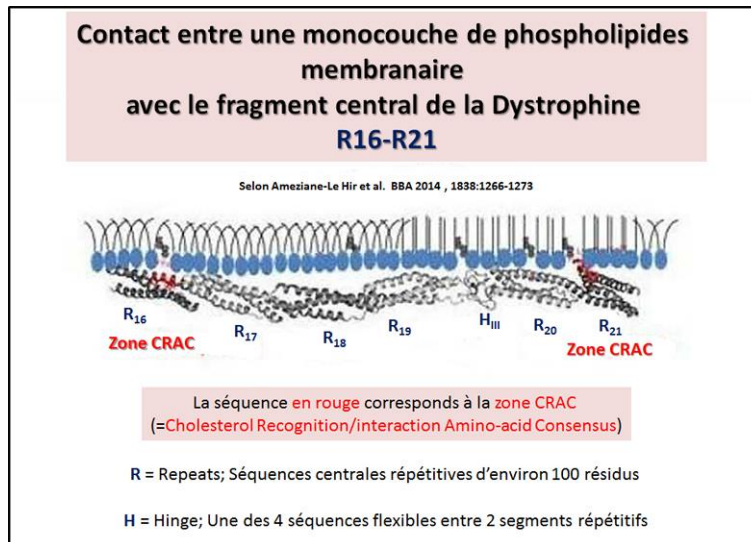 Contact entre une monocouche de phospholipides
membranaire
avec le fragment central de la Dystrophine
R16-R21
Selon Ameziane-Le Hir et al. BBA 2014 , 1838:1266-1273
R16
R17
R18
R19
HIII
R20
R21
Zone CRAC
Zone CRAC
La séquence en rouge corresponds à la zone CRAC
(=Cholesterol Recognition/interaction Amino-acid Consensus)
R = Repeats; Séquences centrales répétitives d'environ 100 résidus
H = Hinge; Une des 4 séquences flexibles entre 2 segments répétitifs